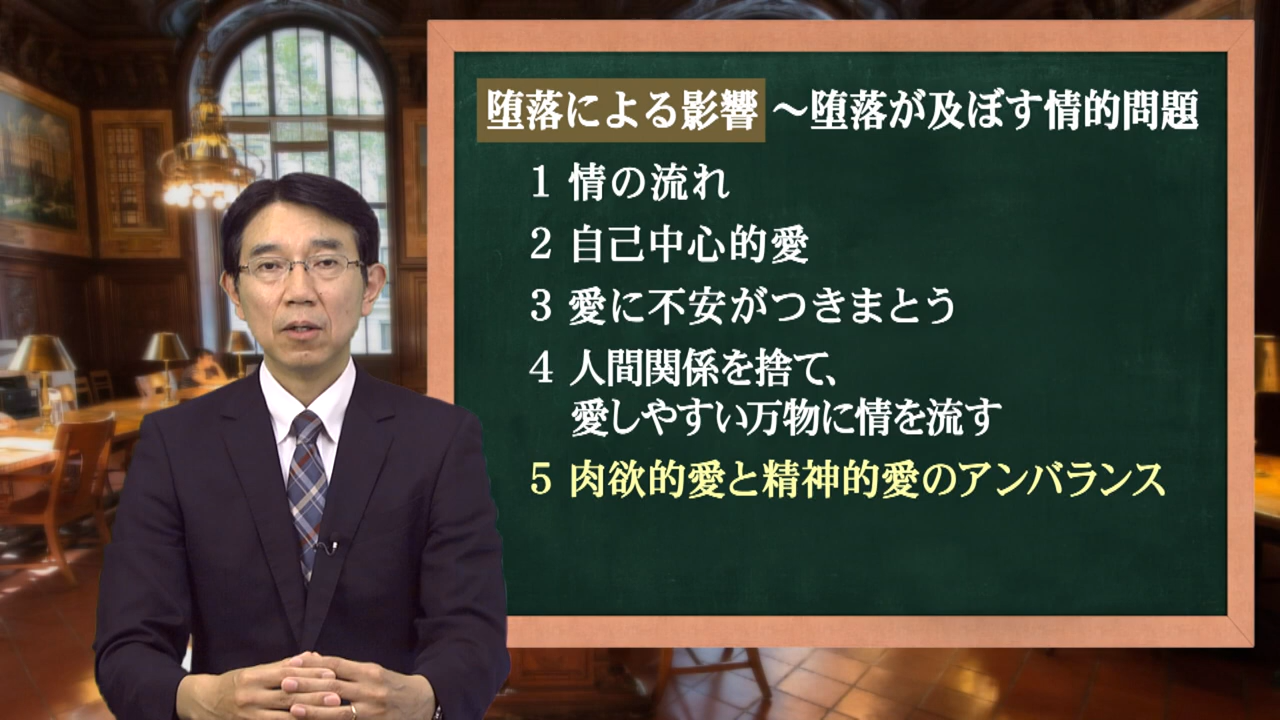 堕落による影響 〜堕落が及ぼす情的問題
1 情の流れ
2 自己中心的愛
3 愛に不安がつきまとう
4 人間関係を捨て、
愛しやすい万物に情を流す
5 肉欲的愛と精神的愛のアンバランス